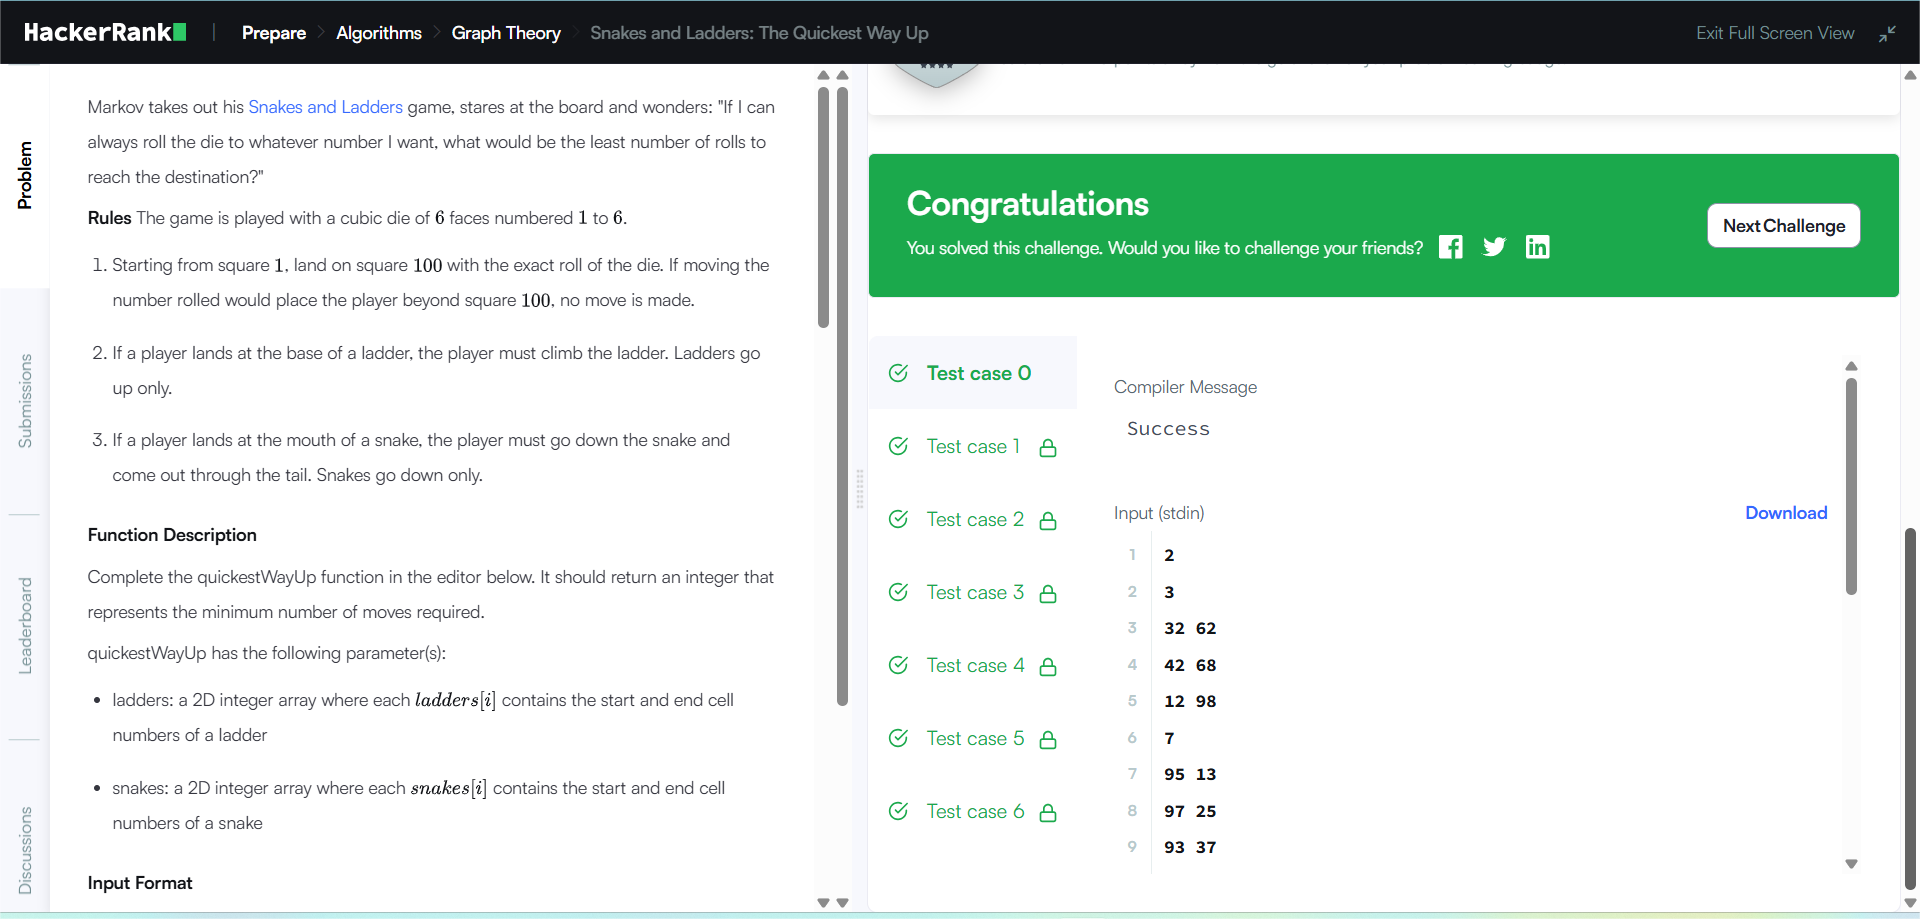 HackerRank
Prepare
Algorithms
Graph Theory
Snakes and Ladders: The Quickest Way Up
Exit Full Screen View
Problem
Submissions
Leaderboard
Discussions
Markov takes out his Snakes and Ladders game, stares at the board and wonders: "If I can
always roll the die to whatever number I want, what would be the least number of rolls to
reach the destination?"
Rules The game is played with a cubic die of 6 faces numbered 1 to 6.
1. Starting from square 1, land on square 100 with the exact roll of the die. If moving the
number rolled would place the player beyond square 100, no move is made.
2. If a player lands at the base of a ladder, the player must climb the ladder. Ladders go
up only.
3. If a player lands at the mouth of a snake, the player must go down the snake and
come out through the tail. Snakes go down only.
Function Description
Complete the quickestWayUp function in the editor below. It should return an integer that
represents the minimum number of moves required.
quickestWayUp has the following parameter(s):
• ladders: a 2D integer array where each ladders[i] contains the start and end cell
numbers of a ladder
• snakes: a 2D integer array where each snakes[i] contains the start and end cell
numbers of a snake
Input Format
Congratulations
You solved this challenge. Would you like to challenge your friends?
Next Challenge
Test case 0
Test case 1
Test case 2
Test case 3
Test case 4
Test case 5
Test case 6
Compiler Message
Success
Input (stdin)
Download
1 2
2 3
3 32 62
4 42 68
5 12 98
6 7
7 95 13
8 97 25
9 93 37